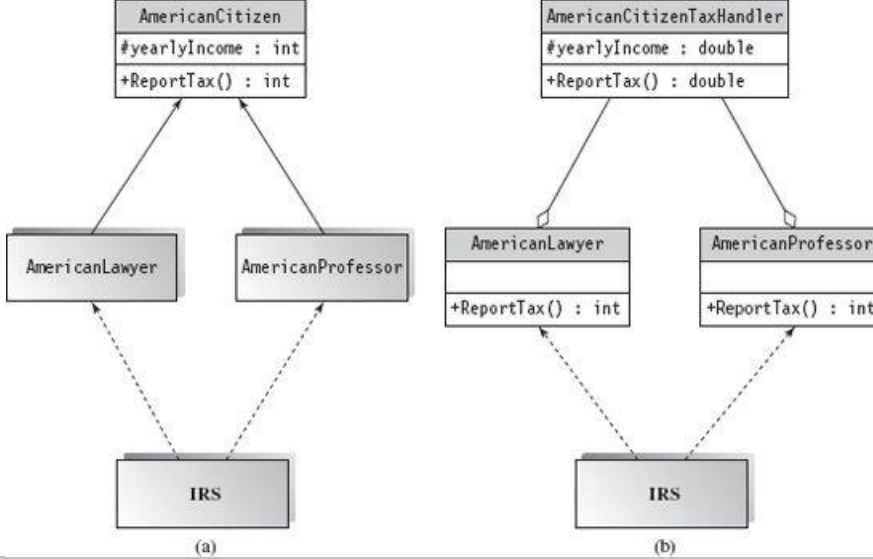 AmericanCitizen
#yearlyIncome : int
+ReportTax() : int
AmericanLawyer
AmericanProfessor
IRS
(a)
AmericanCitizenTaxHandler
#yearlyIncome : double
+ReportTax() : double
AmericanLawyer
+ReportTax() : int
AmericanProfessor
+ReportTax() : int
IRS
(b)